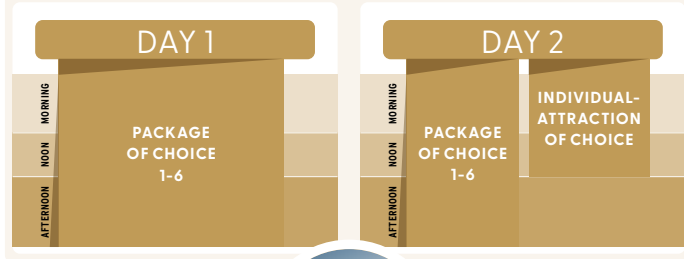 DAY 1
MORNING
NOON
AFTERNOON
PACKAGE
OF CHOICE
1-6
DAY 2
MORNING
NOON
AFTERNOON
PACKAGE
OF CHOICE
1-6
INDIVIDUAL-
ATTRACTION
OF CHOICE